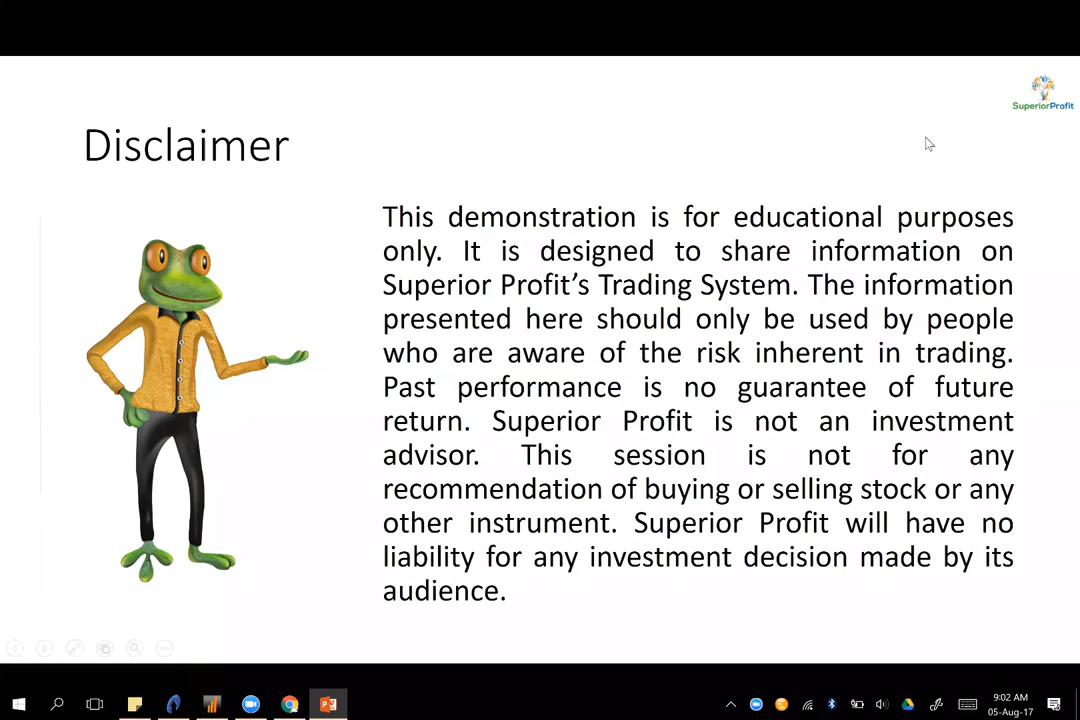 SuperiorProfit
Disclaimer
This demonstration is for educational purposes
only. It is designed to share information on
Superior Profit’s Trading System. The information
presented here should only be used by people
who are aware of the risk inherent in trading.
Past performance is no guarantee of future
return. Superior Profit is not an investment
advisor. This session is not for any
recommendation of buying or selling stock or any
other instrument. Superior Profit will have no
liability for any investment decision made by its
audience.
9:02 AM
05-Aug-17